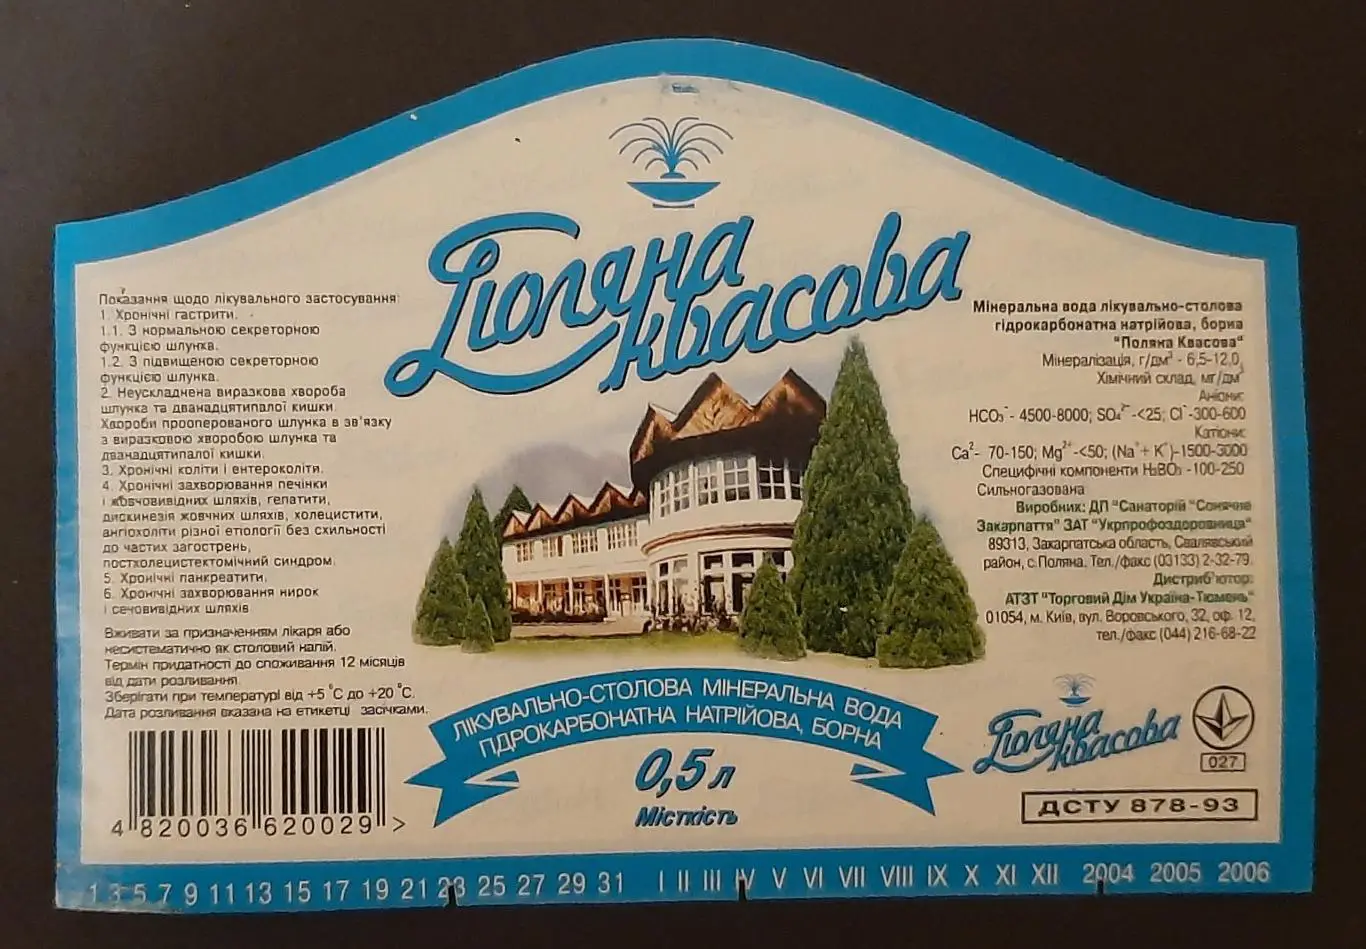 Поляна
Квасова
Показання щодо лікувального застосування:
1. Хронічні гастрити.
1.1. З нормальною секреторною
функцією шлунка.
1.2. З підвищеною секреторною
функцією шлунка.
2. Неускладнена виразкова хвороба
шлунка та дванадцятипалої кишки.
Хвороби прооперованого шлунка в зв'язку
з виразковою хворобою шлунка та
дванадцятипалої кишки.
3. Хронічні коліти і ентероколіти.
4. Хронічні захворювання печінки
і жовчовивідних шляхів, гепатити,
дискинезія жовчних шляхів, холецистити,
ангіохоліти різної етіології без схильності
до частих загострень,
постхолецистектомічний синдром.
5. Хронічні панкреатити.
6. Хронічні захворювання нирок
і сечовивідних шляхів
Вживати за призначенням лікаря або
несистематично як столовий напій.
Термін придатності до споживання 12 місяців
від дати розливання.
Зберігати при температурі від +5 °С до +20 °С.
Дата розливання вказана на етикетці засічками.
4 820036 620029 >
ЛІКУВАЛЬНО-СТОЛОВА МІНЕРАЛЬНА ВОДА
ГІДРОКАРБОНАТНА НАТРІЙОВА, БОРНА
0,5 л
Місткість
Мінеральна вода лікувально-столова
гідрокарбонатна натрійова, борна
"Поляна Квасова"
Мінералізація, г/дм³ - 6,5-12,0
Хімічний склад, мг/дм³
Аніони:
HCO₃⁻- 4500-8000; SO₄²⁻-<25; Cl⁻-300-600
Катіони:
Ca²- 70-150; Mg²⁺-<50; (Na⁺+ K⁺)-1500-3000
Специфічні компоненти H₃BO₃ -100-250
Сильногазована
Виробник: ДП "Санаторій "Сонячне
Закарпаття" ЗАТ "Укрпрофоздоровниця"
89313, Закарпатська область, Свалявський
район, с.Поляна. Тел./факс (03133) 2-32-79.
Дистриб'ютор:
АТЗТ "Торговий Дім Україна-Тюмень"
01054, м. Київ, вул. Воровського, 32, оф. 12,
тел./факс (044) 216-68-22
Поляна
Квасова
027
ДСТУ 878-93
1 3 5 7 9 11 13 15 17 19 21 23 25 27 29 31 I II III IV V VI VII VIII IX X XI XII 2004 2005 2006